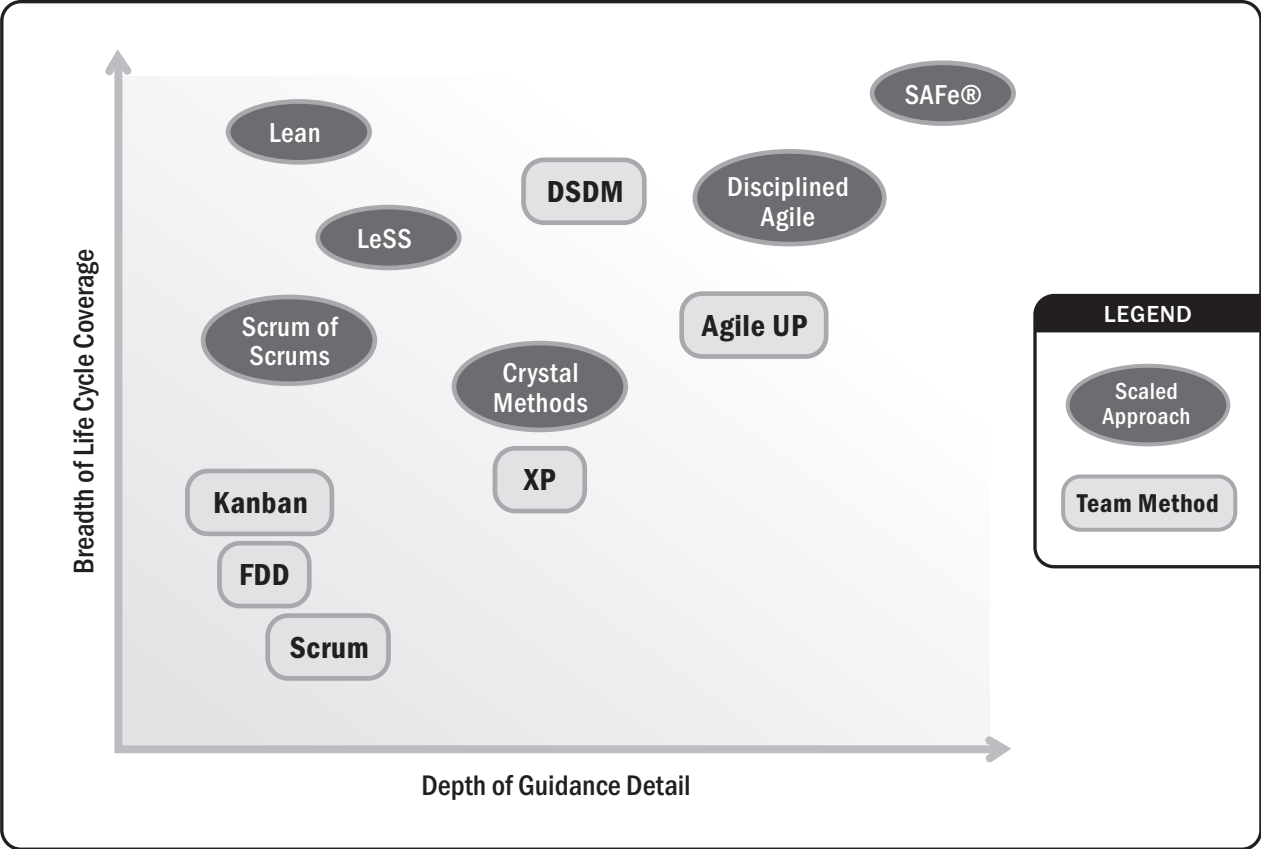 SAFe®
Lean
DSDM
Disciplined
Agile
LeSS
Scrum of
Scrums
Agile UP
Crystal
Methods
XP
Kanban
FDD
Scrum
Breadth of Life Cycle Coverage
Depth of Guidance Detail
LEGEND
Scaled
Approach
Team Method